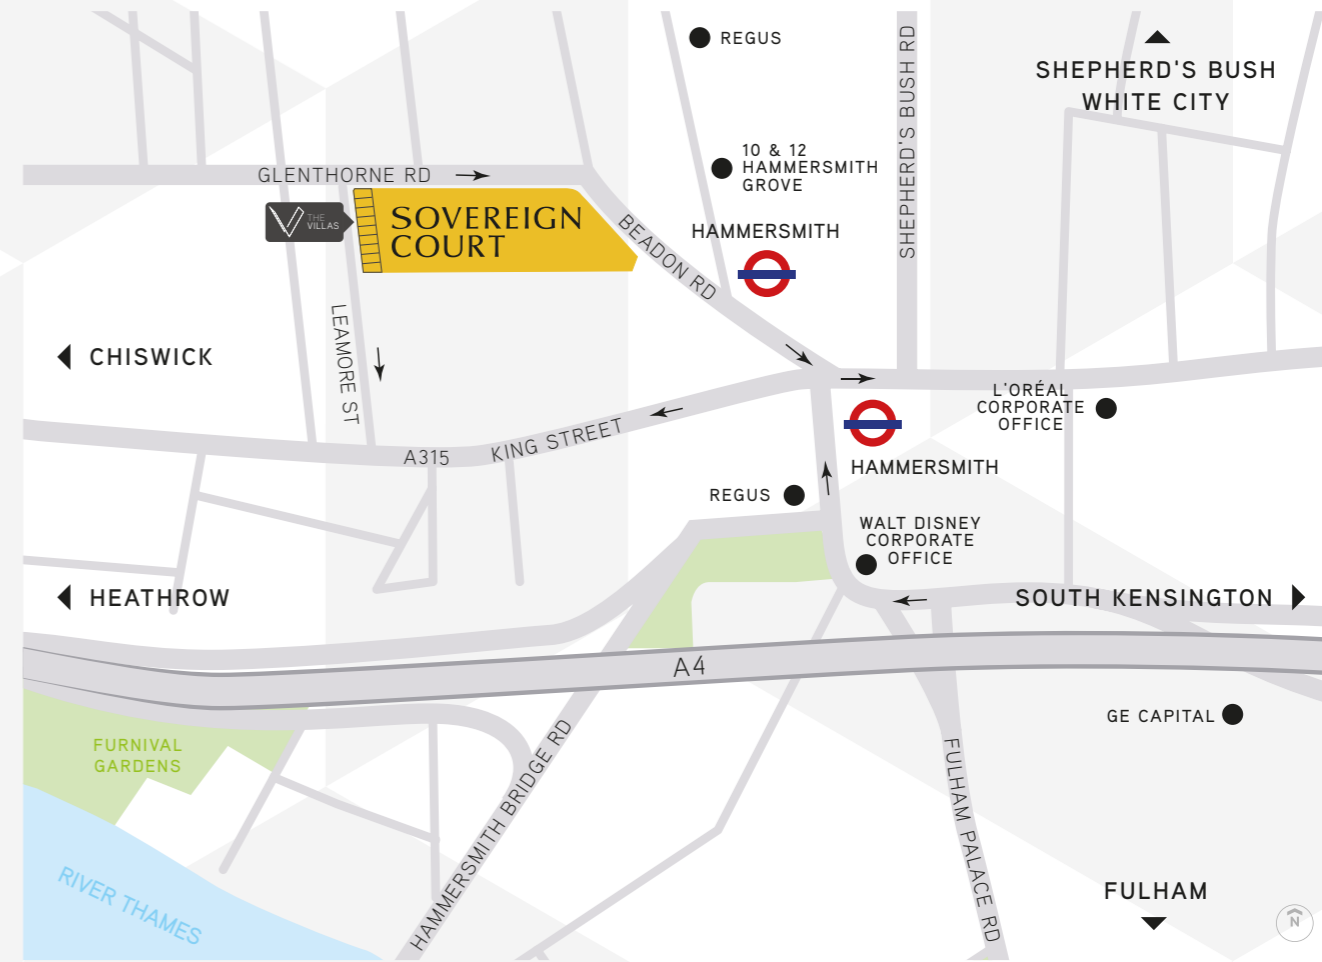 REGUS
SHEPHERD'S BUSH RD
SHEPHERD'S BUSH
WHITE CITY
10 & 12
HAMMERSMITH
GROVE
GLENTHORNE RD
THE
VILLAS
SOVEREIGN
COURT
BEADON RD
HAMMERSMITH
LEAMORE ST
CHISWICK
L'ORÉAL
CORPORATE
OFFICE
A315
KING STREET
HAMMERSMITH
REGUS
WALT DISNEY
CORPORATE
OFFICE
HEATHROW
SOUTH KENSINGTON
A4
GE CAPITAL
FURNIVAL
GARDENS
HAMMERSMITH BRIDGE RD
FULHAM PALACE RD
RIVER THAMES
FULHAM
N